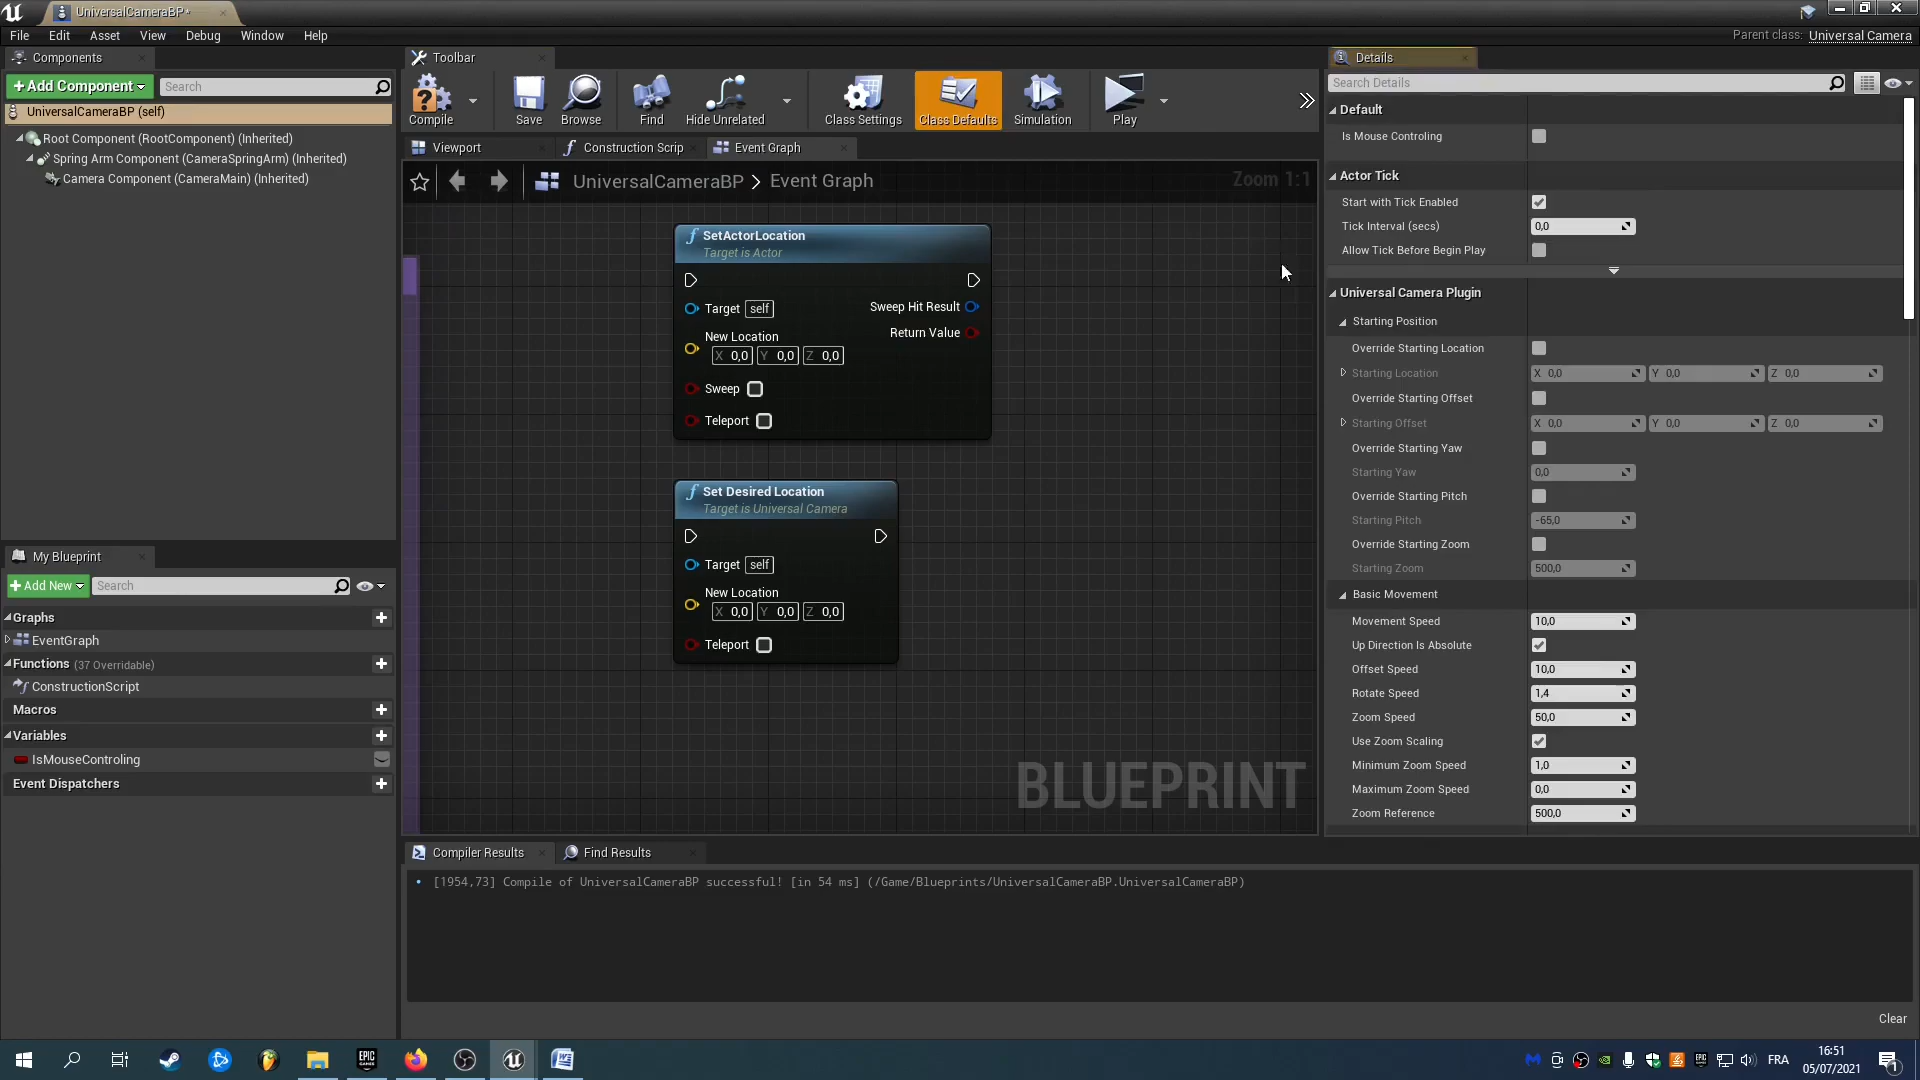 UniversalCameraBP*
File Edit Asset View Debug Window Help
Parent class: Universal Camera
Components
+Add Component
Search
UniversalCameraBP (self)
Root Component (RootComponent) (Inherited)
Spring Arm Component (CameraSpringArm) (Inherited)
Camera Component (CameraMain) (Inherited)
My Blueprint
+Add New
Search
Graphs
EventGraph
Functions (37 Overridable)
ConstructionScript
Macros
Variables
IsMouseControling
Event Dispatchers
Toolbar
Compile
Save
Browse
Find
Hide Unrelated
Class Settings
Class Defaults
Simulation
Play
Viewport
Construction Scrip
Event Graph
UniversalCameraBP > Event Graph
Zoom 1:1
SetActorLocation
Target is Actor
Target self
Sweep Hit Result
New Location
Return Value
X 0,0 Y 0,0 Z 0,0
Sweep
Teleport
Set Desired Location
Target is Universal Camera
Target self
New Location
X 0,0 Y 0,0 Z 0,0
Teleport
BLUEPRINT
Compiler Results
Find Results
• [1954,73] Compile of UniversalCameraBP successful! [in 54 ms] (/Game/Blueprints/UniversalCameraBP.UniversalCameraBP)
Clear
Details
Search Details
Default
Is Mouse Controling
Actor Tick
Start with Tick Enabled
Tick Interval (secs) 0,0
Allow Tick Before Begin Play
Universal Camera Plugin
Starting Position
Override Starting Location
Starting Location X 0,0 Y 0,0 Z 0,0
Override Starting Offset
Starting Offset X 0,0 Y 0,0 Z 0,0
Override Starting Yaw
Starting Yaw 0,0
Override Starting Pitch
Starting Pitch -65,0
Override Starting Zoom
Starting Zoom 500,0
Basic Movement
Movement Speed 10,0
Up Direction Is Absolute
Offset Speed 10,0
Rotate Speed 1,4
Zoom Speed 50,0
Use Zoom Scaling
Minimum Zoom Speed 1,0
Maximum Zoom Speed 0,0
Zoom Reference 500,0
EPIC GAMES
FRA
16:51
05/07/2021
1